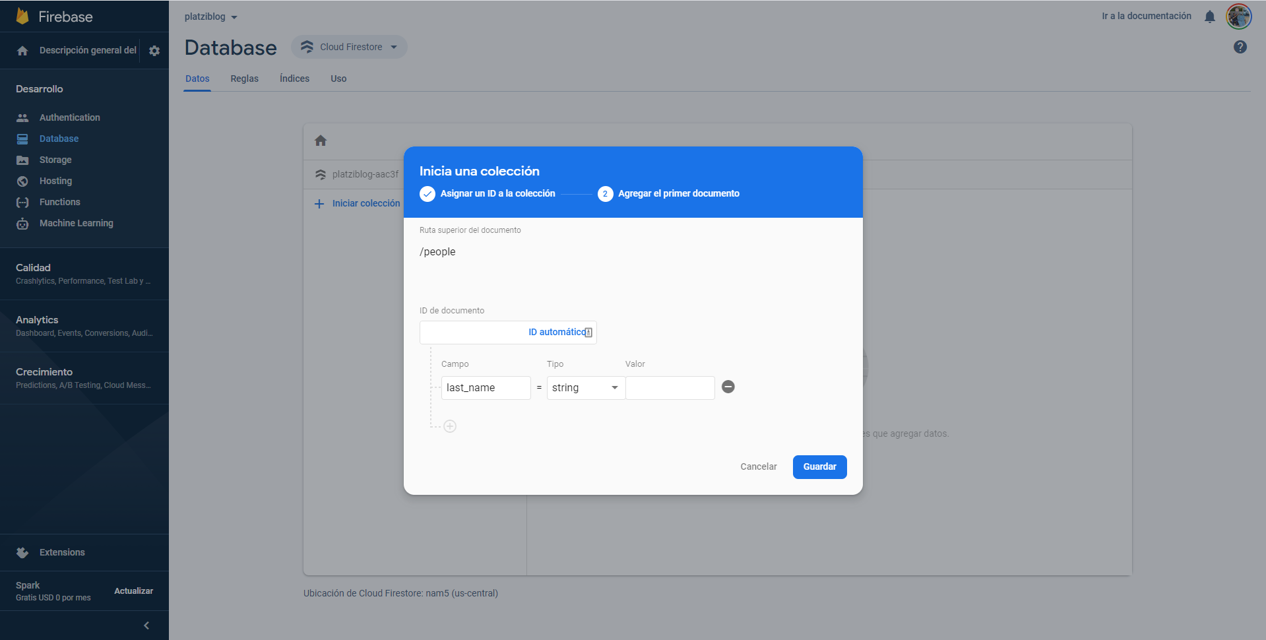 Firebase
platziblog
Ir a la documentación
Descripción general del
Database
Cloud Firestore
Datos
Reglas
Índices
Uso
Desarrollo
Authentication
Database
Storage
Hosting
Functions
Machine Learning
Calidad
Crashlytics, Performance, Test Lab y ...
Analytics
Dashboard, Events, Conversions, Audi...
Crecimiento
Predictions, A/B Testing, Cloud Mess...
Extensions
Spark
Gratis USD 0 por mes
Actualizar
platziblog-aac3f
Iniciar colección
Inicia una colección
Asignar un ID a la colección
2 Agregar el primer documento
Ruta superior del documento
/people
ID de documento
ID automático
Campo Tipo Valor
last_name = string
Cancelar
Guardar
es que agregar datos.
Ubicación de Cloud Firestore: nam5 (us-central)